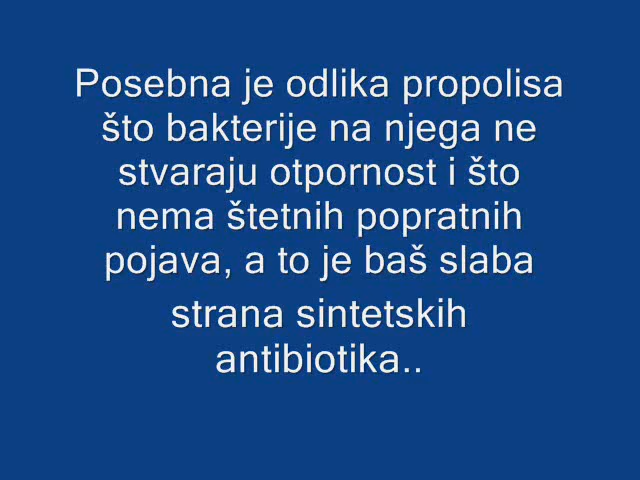 Posebna je odlika propolisa
što bakterije na njega ne
stvaraju otpornost i što
nema štetnih popratnih
pojava, a to je baš slaba
strana sintetskih
antibiotika..